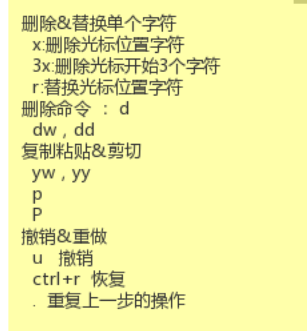 删除&替换单个字符
x:删除光标位置字符
3x:删除光标开始3个字符
r:替换光标位置字符
删除命令 : d
dw , dd
复制粘贴&剪切
yw , yy
p
P
撤销&重做
u 撤销
ctrl+r 恢复
. 重复上一步的操作